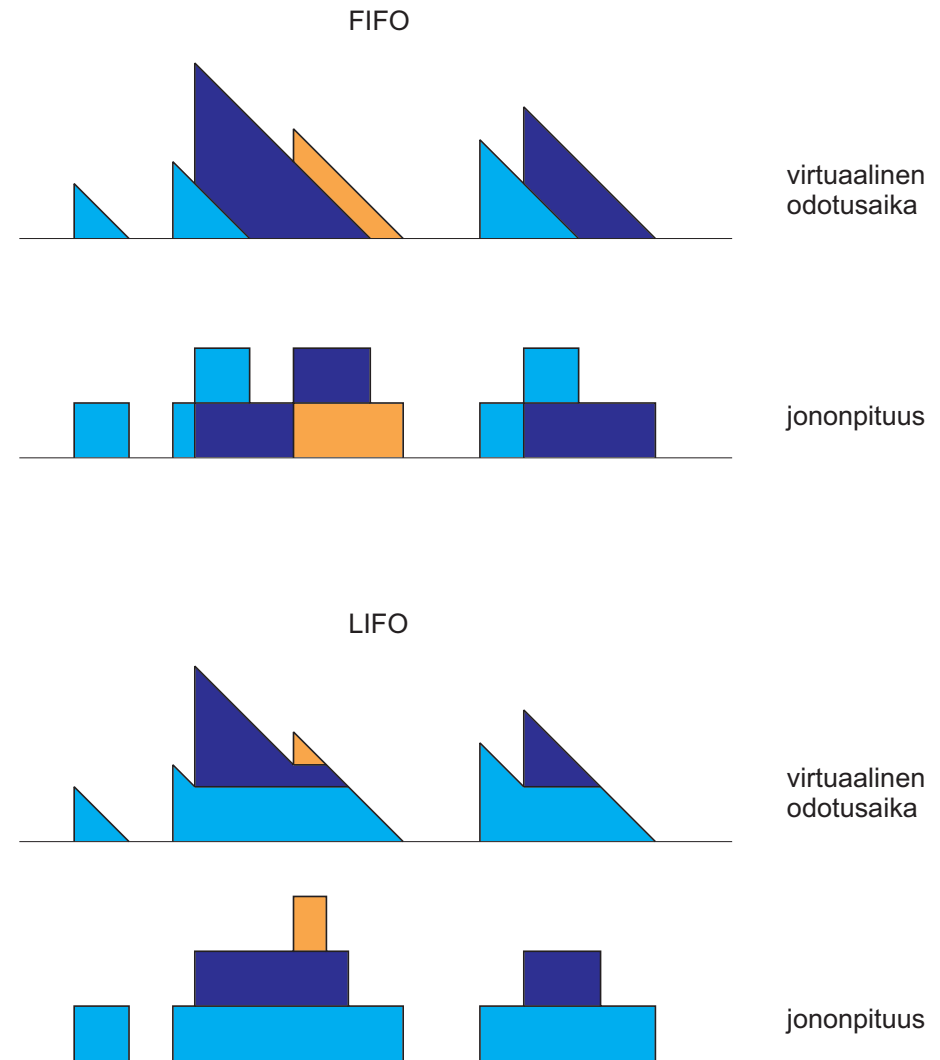 FIFO
virtuaalinen
odotusaika
jononpituus
LIFO
virtuaalinen
odotusaika
jononpituus